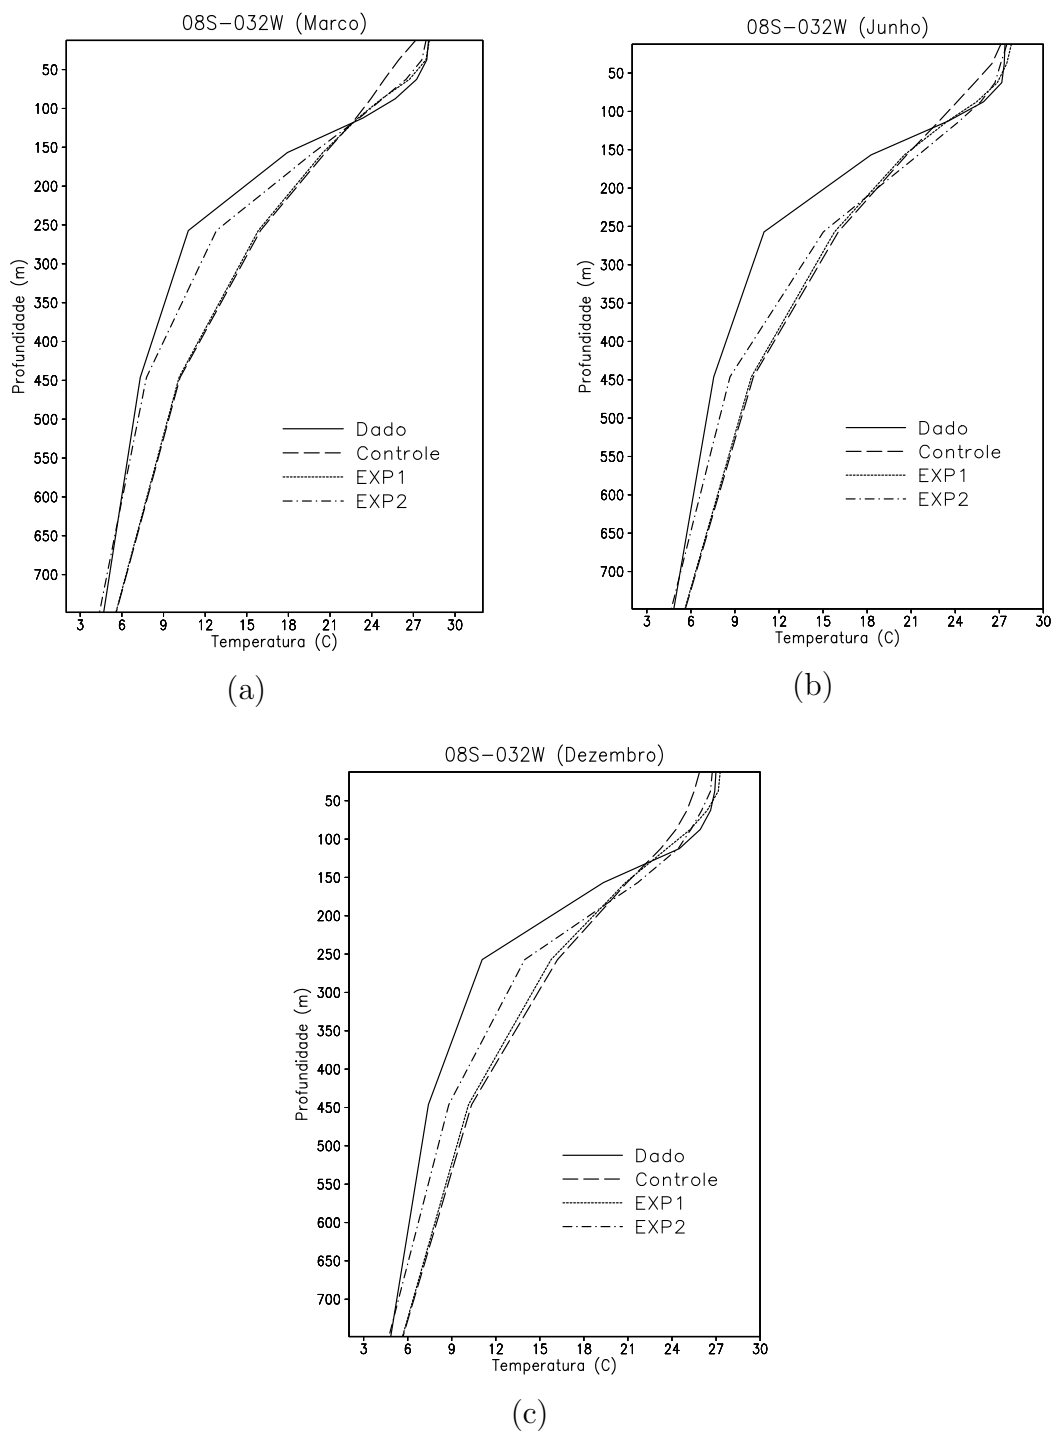 08S-032W (Marco)
50
100
150
200
250
300
350
400
450
500
550
600
650
700
Profundidade (m)
Dado
Controle
EXP1
EXP2
3 6 9 12 15 18 21 24 27 30
Temperatura (C)
(a)
08S-032W (Junho)
50
100
150
200
250
300
350
400
450
500
550
600
650
700
Profundidade (m)
Dado
Controle
EXP1
EXP2
3 6 9 12 15 18 21 24 27 30
Temperatura (C)
(b)
08S-032W (Dezembro)
50
100
150
200
250
300
350
400
450
500
550
600
650
700
Profundidade (m)
Dado
Controle
EXP1
EXP2
3 6 9 12 15 18 21 24 27 30
Temperatura (C)
(c)